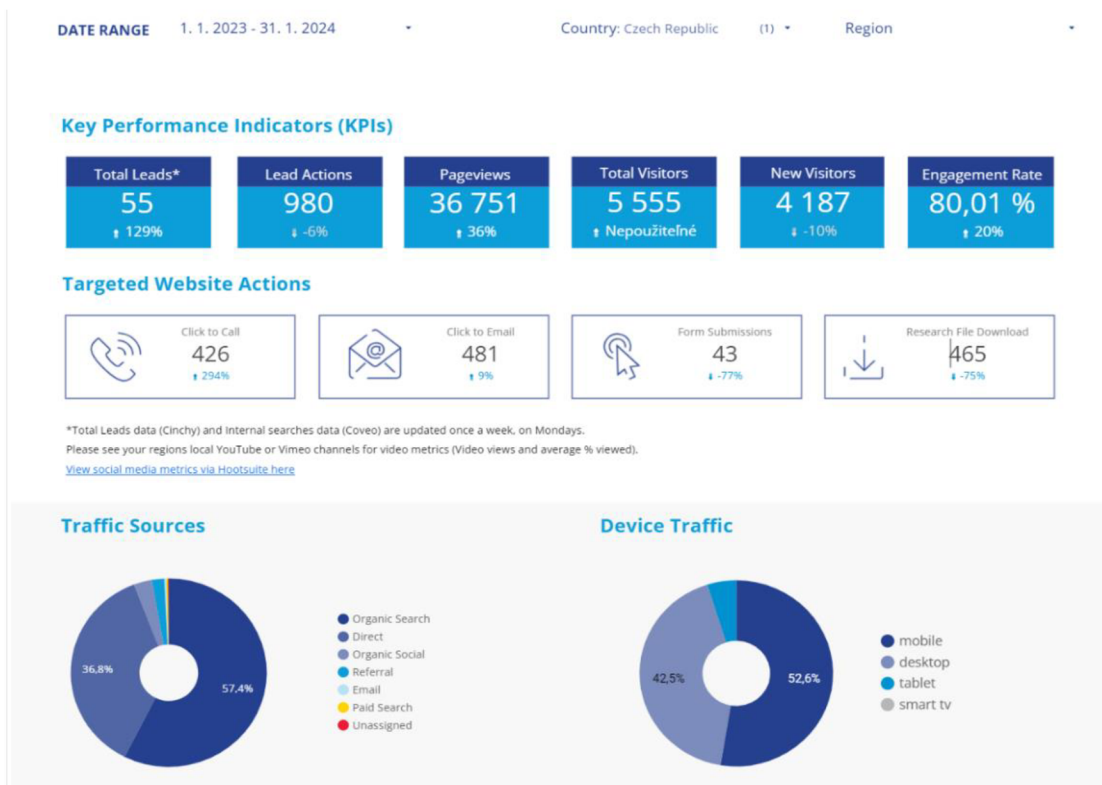 DATE RANGE 1. 1. 2023 - 31. 1. 2024 Country: Czech Republic (1) Region
Key Performance Indicators (KPIs)
Total Leads* Lead Actions Pageviews Total Visitors New Visitors Engagement Rate
55 980 36 751 5 555 4 187 80,01 %
129% -6% 36% Nepoužiteľné -10% 20%
Targeted Website Actions
Click to Call Click to Email Form Submissions Research File Download
426 481 43 465
294% 9% -77% -75%
@
*Total Leads data (Cinchy) and Internal searches data (Coveo) are updated once a week, on Mondays.
Please see your regions local YouTube or Vimeo channels for video metrics (Video views and average % viewed).
View social media metrics via Hootsuite here
Traffic Sources
36,8%
57,4%
Organic Search
Direct
Organic Social
Referral
Email
Paid Search
Unassigned
Device Traffic
42,5%
52,6%
mobile
desktop
tablet
smart tv